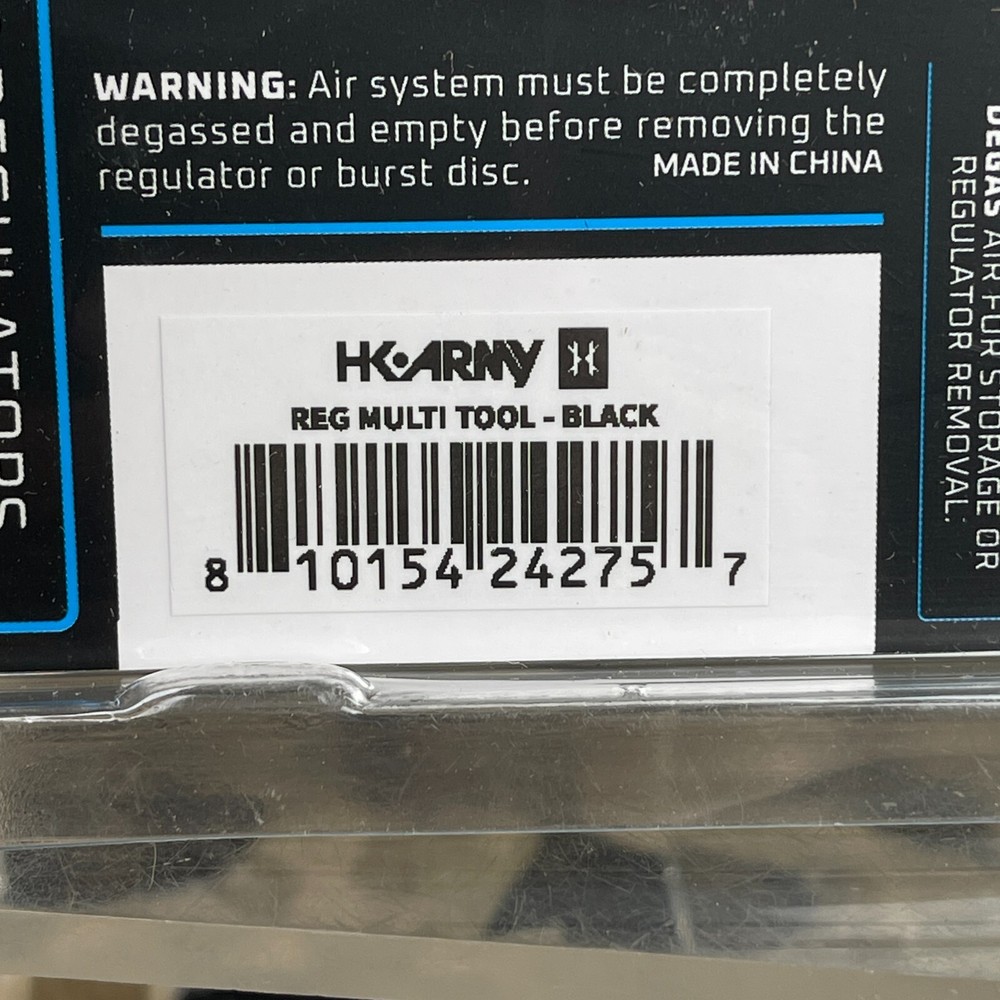 WARNING: Air system must be completely
degassed and empty before removing the
regulator or burst disc.
MADE IN CHINA
HK ARMY
REG MULTI TOOL - BLACK
8 10154 24275 7
DEGAS AIR FOR STORAGE OR
REGULATOR REMOVAL.